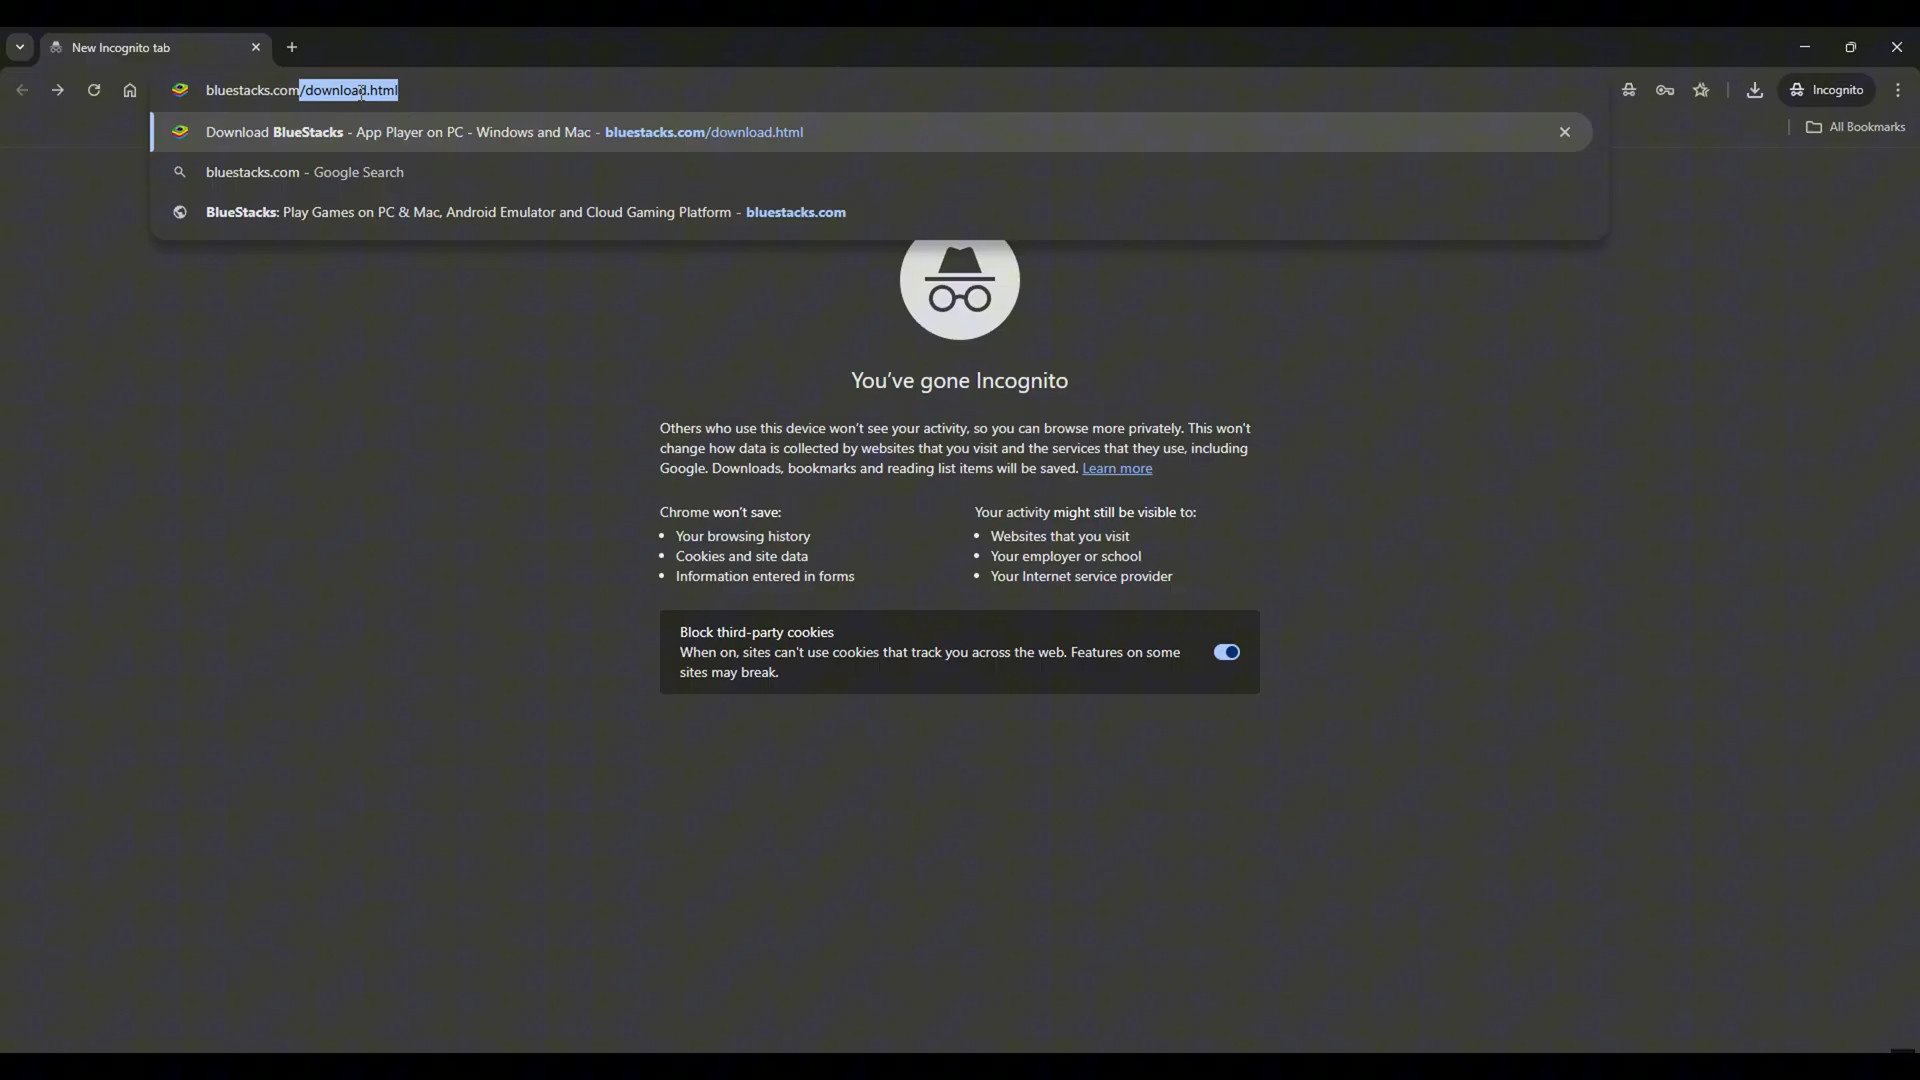 New Incognito tab
bluestacks.com/download.html
Incognito
Download BlueStacks - App Player on PC - Windows and Mac - bluestacks.com/download.html
All Bookmarks
bluestacks.com - Google Search
BlueStacks: Play Games on PC & Mac, Android Emulator and Cloud Gaming Platform - bluestacks.com
You've gone Incognito
Others who use this device won't see your activity, so you can browse more privately. This won't
change how data is collected by websites that you visit and the services that they use, including
Google. Downloads, bookmarks and reading list items will be saved. Learn more
Chrome won't save:
• Your browsing history
• Cookies and site data
• Information entered in forms
Your activity might still be visible to:
• Websites that you visit
• Your employer or school
• Your Internet service provider
Block third-party cookies
When on, sites can't use cookies that track you across the web. Features on some
sites may break.